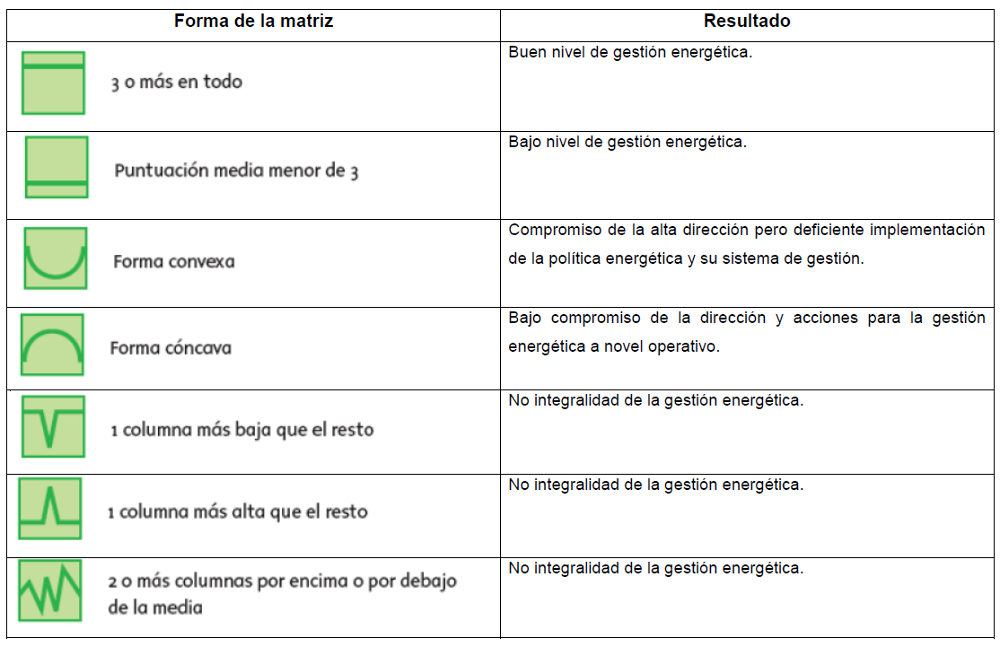 Forma de la matriz
Resultado
3 o más en todo
Buen nivel de gestión energética.
Puntuación media menor de 3
Bajo nivel de gestión energética.
Forma convexa
Compromiso de la alta dirección pero deficiente implementación
de la política energética y su sistema de gestión.
Forma cóncava
Bajo compromiso de la dirección y acciones para la gestión
energética a novel operativo.
1 columna más baja que el resto
No integralidad de la gestión energética.
1 columna más alta que el resto
No integralidad de la gestión energética.
2 o más columnas por encima o por debajo
de la media
No integralidad de la gestión energética.